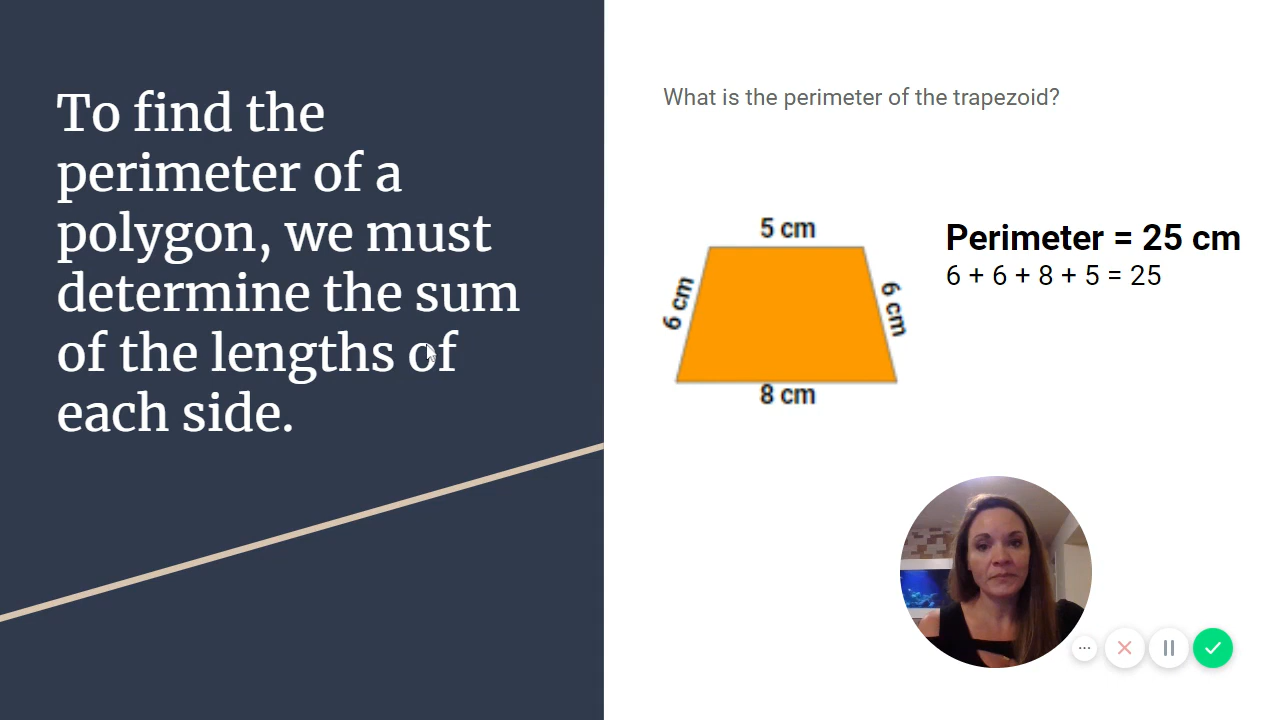 To find the
perimeter of a
polygon, we must
determine the sum
of the lengths of
each side.
What is the perimeter of the trapezoid?
5 cm
6 cm
6 cm
8 cm
Perimeter = 25 cm
6 + 6 + 8 + 5 = 25